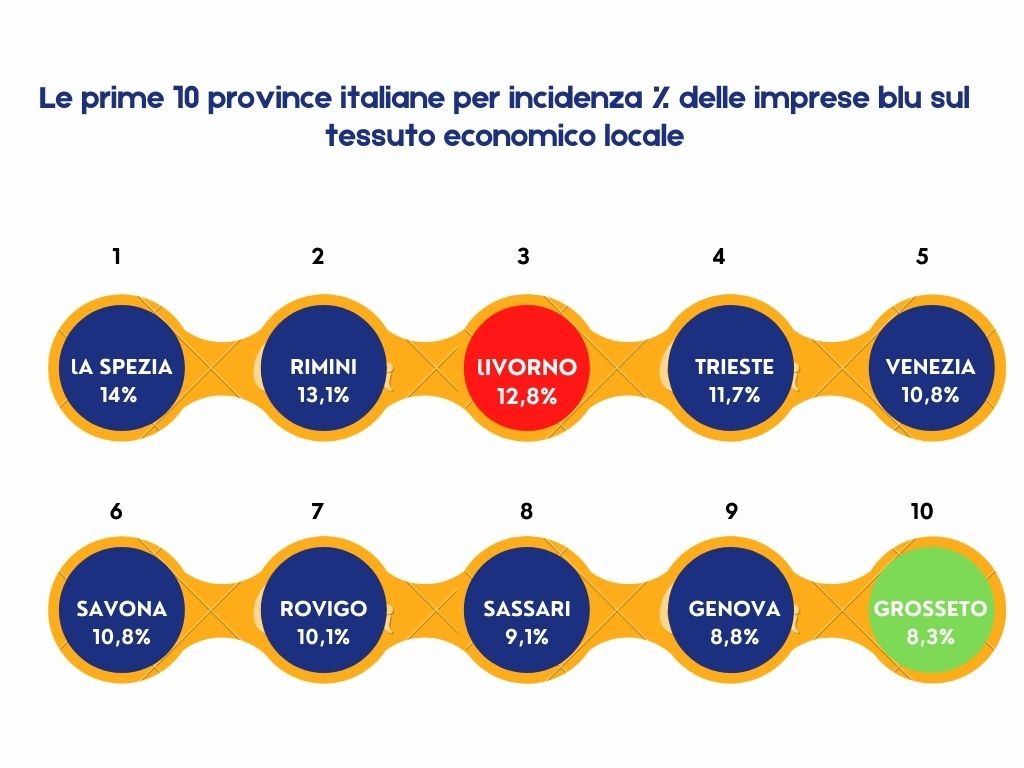 Le prime 10 province italiane per incidenza % delle imprese blu sul
tessuto economico locale
1 2 3 4 5
LA SPEZIA RIMINI LIVORNO TRIESTE VENEZIA
14% 13,1% 12,8% 11,7% 10,8%
6 7 8 9 10
SAVONA ROVIGO SASSARI GENOVA GROSSETO
10,8% 10,1% 9,1% 8,8% 8,3%